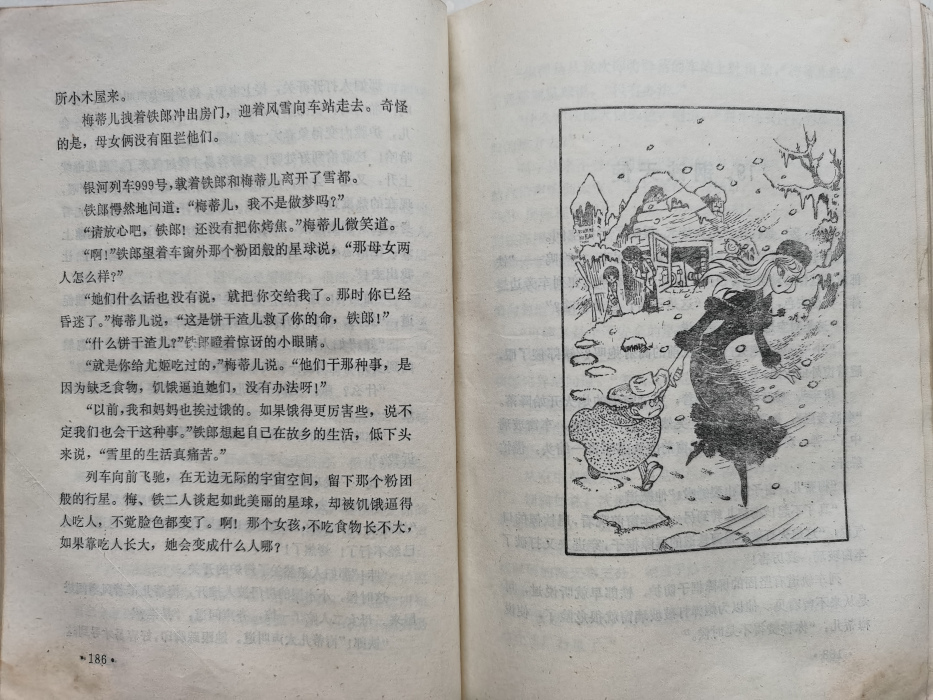 所小木屋来。
梅蒂儿拽着铁郎冲出房门，迎着风雪向车站走去。奇怪
的是，母女俩没有阻拦他们。
银河列车999号，载着铁郎和梅蒂儿离开了雪都。
铁郎愕然地问道：“梅蒂儿，我不是做梦吗？”
“请放心吧，铁郎！还没有把你烤焦。”梅蒂儿微笑道。
“啊！”铁郎望着车窗外那个粉团般的星球说，“那母女两
人怎么样？”
“她们什么话也没有说，就把你交给我了。那时你已经
昏迷了。”梅蒂儿说，“这是饼干渣儿救了你的命，铁郎！”
“什么饼干渣儿？”铁郎瞪着惊讶的小眼睛。
“就是你给尤姬吃过的，”梅蒂儿说。“他们干那种事，是
因为缺乏食物，饥饿逼迫她们，没有办法呀！”
“以前，我和妈妈也挨过饿的。如果饿得更厉害些，说不
定我们也会干这种事。”铁郎想起自己在故乡的生活，低下头
来说，“雪里的生活真痛苦。”
列车向前飞驰，在无边无际的宇宙空间，留下那个粉团
般的行星。梅、铁二人谈起如此美丽的星球，却被饥饿逼得
人吃人，不觉脸色都变了。啊！那个女孩，不吃食物长不大，
如果靠吃人长大，她会变成什么人哪？
·186·